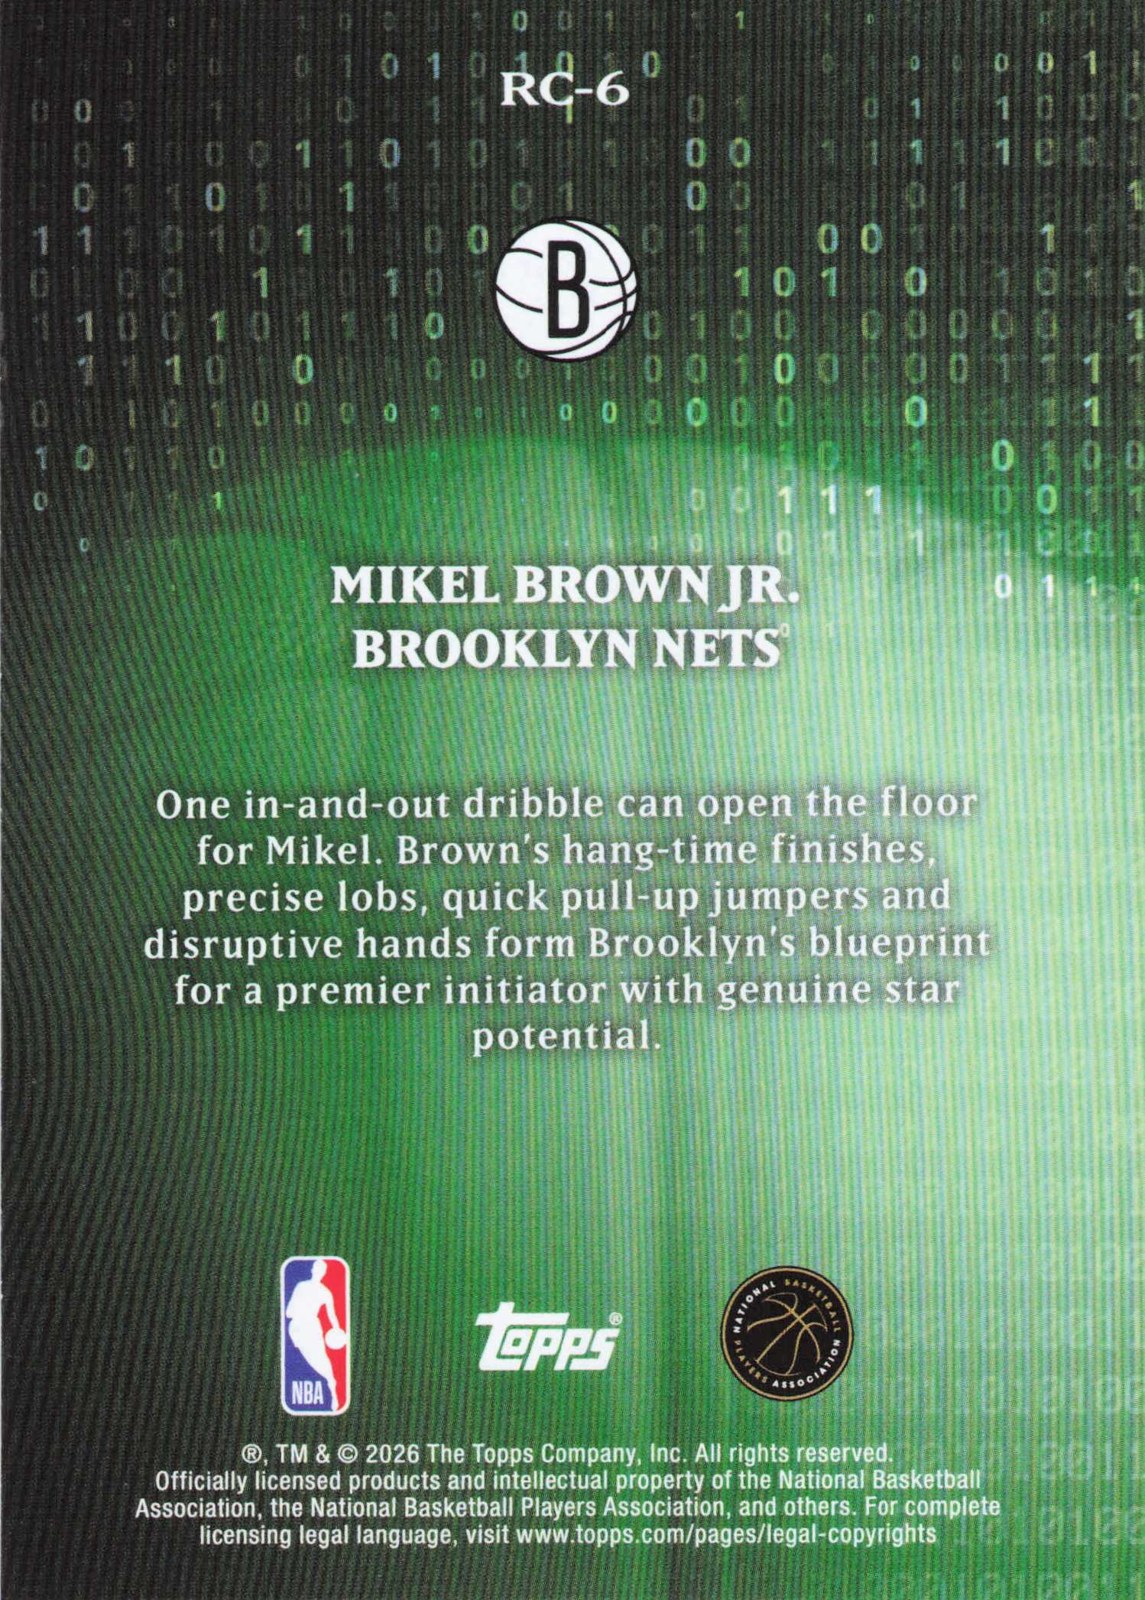 RC-6
B
MIKEL BROWN JR.
BROOKLYN NETS
One in-and-out dribble can open the floor
for Mikel. Brown's hang-time finishes,
precise lobs, quick pull-up jumpers and
disruptive hands form Brooklyn's blueprint
for a premier initiator with genuine star
potential.
NBA
Topps®
NATIONAL BASKETBALL PLAYERS ASSOCIATION
®, TM & © 2026 The Topps Company, Inc. All rights reserved.
Officially licensed products and intellectual property of the National Basketball
Association, the National Basketball Players Association, and others. For complete
licensing legal language, visit www.topps.com/pages/legal-copyrights